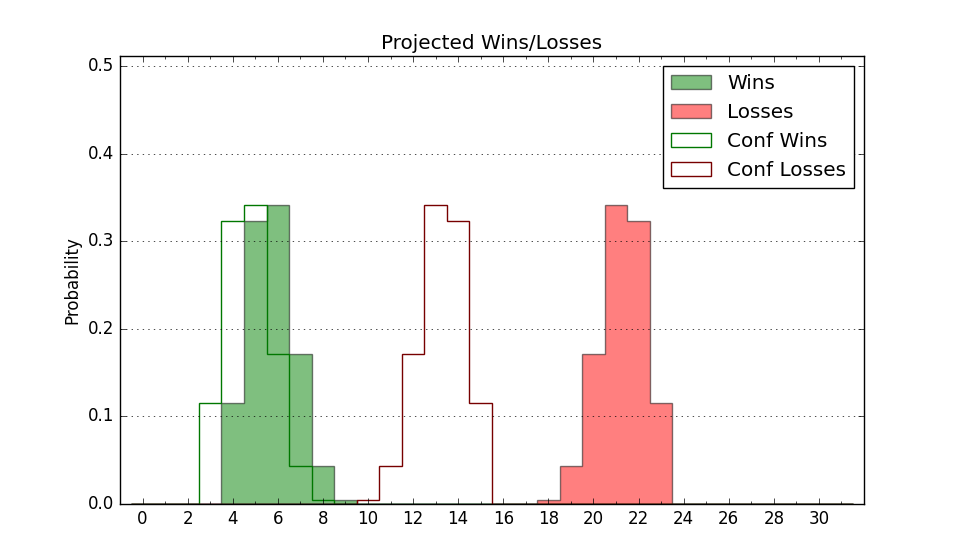 Projected Wins/Losses
0.5
0.4
0.3
0.2
0.1
0.0
Probability
Wins
Losses
Conf Wins
Conf Losses
0 2 4 6 8 10 12 14 16 18 20 22 24 26 28 30